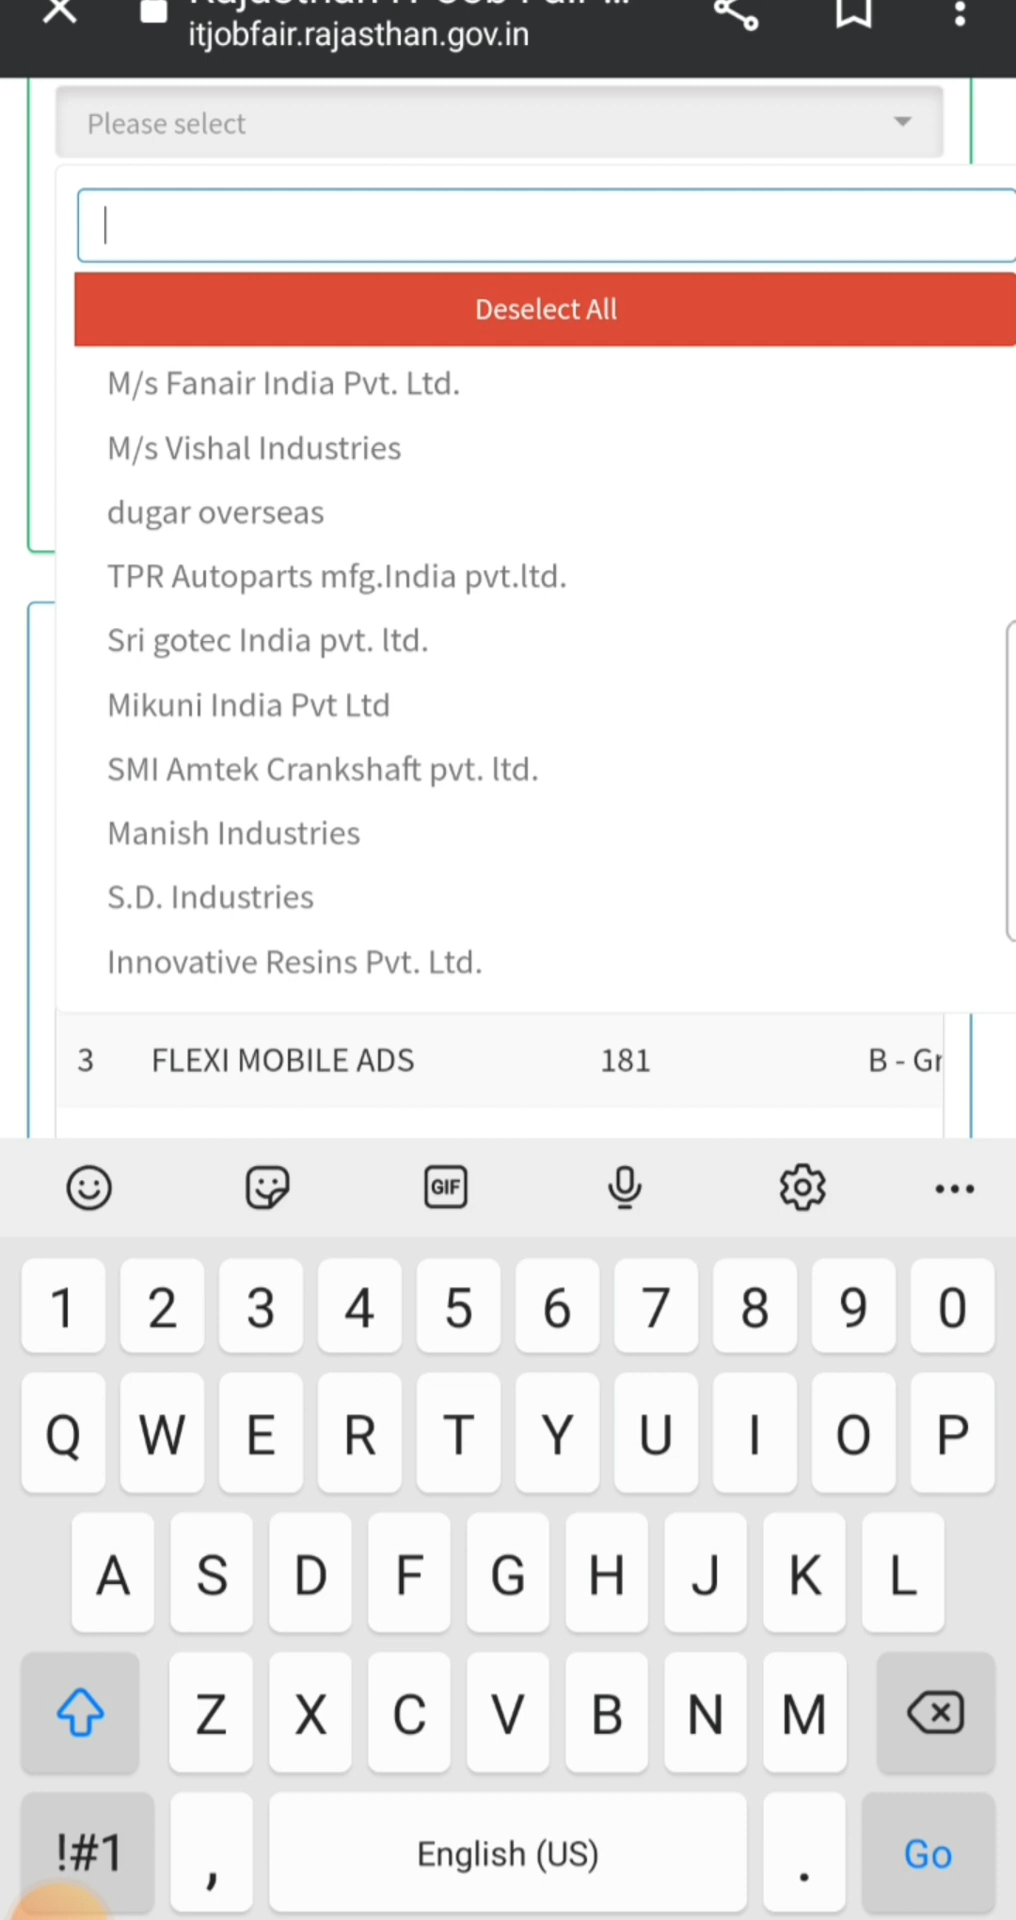 itjobfair.rajasthan.gov.in
Please select
Deselect All
M/s Fanair India Pvt. Ltd.
M/s Vishal Industries
dugar overseas
TPR Autoparts mfg.India pvt.ltd.
Sri gotec India pvt. ltd.
Mikuni India Pvt Ltd
SMI Amtek Crankshaft pvt. ltd.
Manish Industries
S.D. Industries
Innovative Resins Pvt. Ltd.
3 FLEXI MOBILE ADS 181 B - Gr
GIF
1 2 3 4 5 6 7 8 9 0
Q W E R T Y U I O P
A S D F G H J K L
Z X C V B N M
!#1 , English (US) . Go